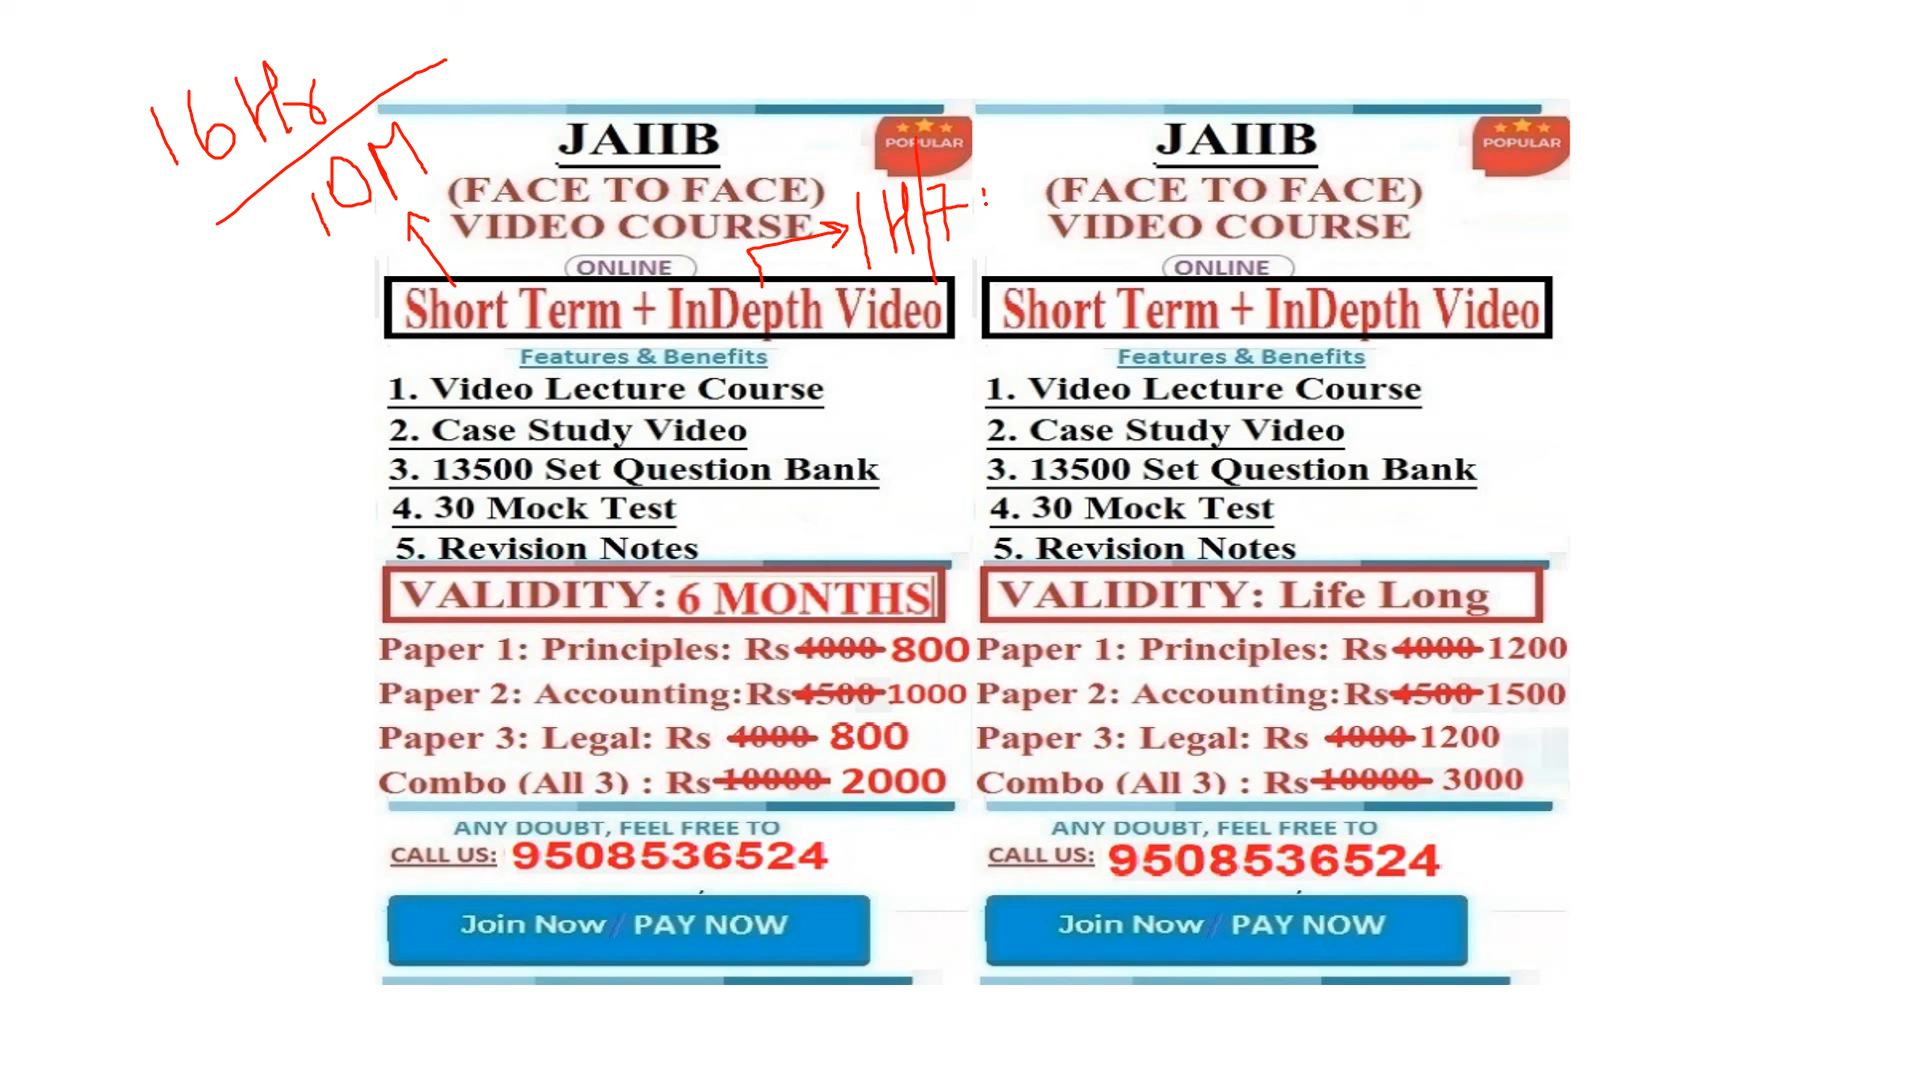 16Hr
10M
JAIIB
POPULAR
(FACE TO FACE)
VIDEO COURSE
ONLINE
Short Term + InDepth Video
Features & Benefits
1. Video Lecture Course
2. Case Study Video
3. 13500 Set Question Bank
4. 30 Mock Test
5. Revision Notes
VALIDITY: 6 MONTHS
Paper 1: Principles: Rs 4000 800
Paper 2: Accounting:Rs 4500 1000
Paper 3: Legal: Rs 4000 800
Combo (All 3) : Rs 10000 2000
ANY DOUBT, FEEL FREE TO
CALL US: 9508536524
Join Now / PAY NOW
JAIIB
POPULAR
(FACE TO FACE)
VIDEO COURSE
ONLINE
Short Term + InDepth Video
Features & Benefits
1. Video Lecture Course
2. Case Study Video
3. 13500 Set Question Bank
4. 30 Mock Test
5. Revision Notes
VALIDITY: Life Long
Paper 1: Principles: Rs 4000 1200
Paper 2: Accounting:Rs 4500 1500
Paper 3: Legal: Rs 4000 1200
Combo (All 3) : Rs 10000 3000
ANY DOUBT, FEEL FREE TO
CALL US: 9508536524
Join Now / PAY NOW